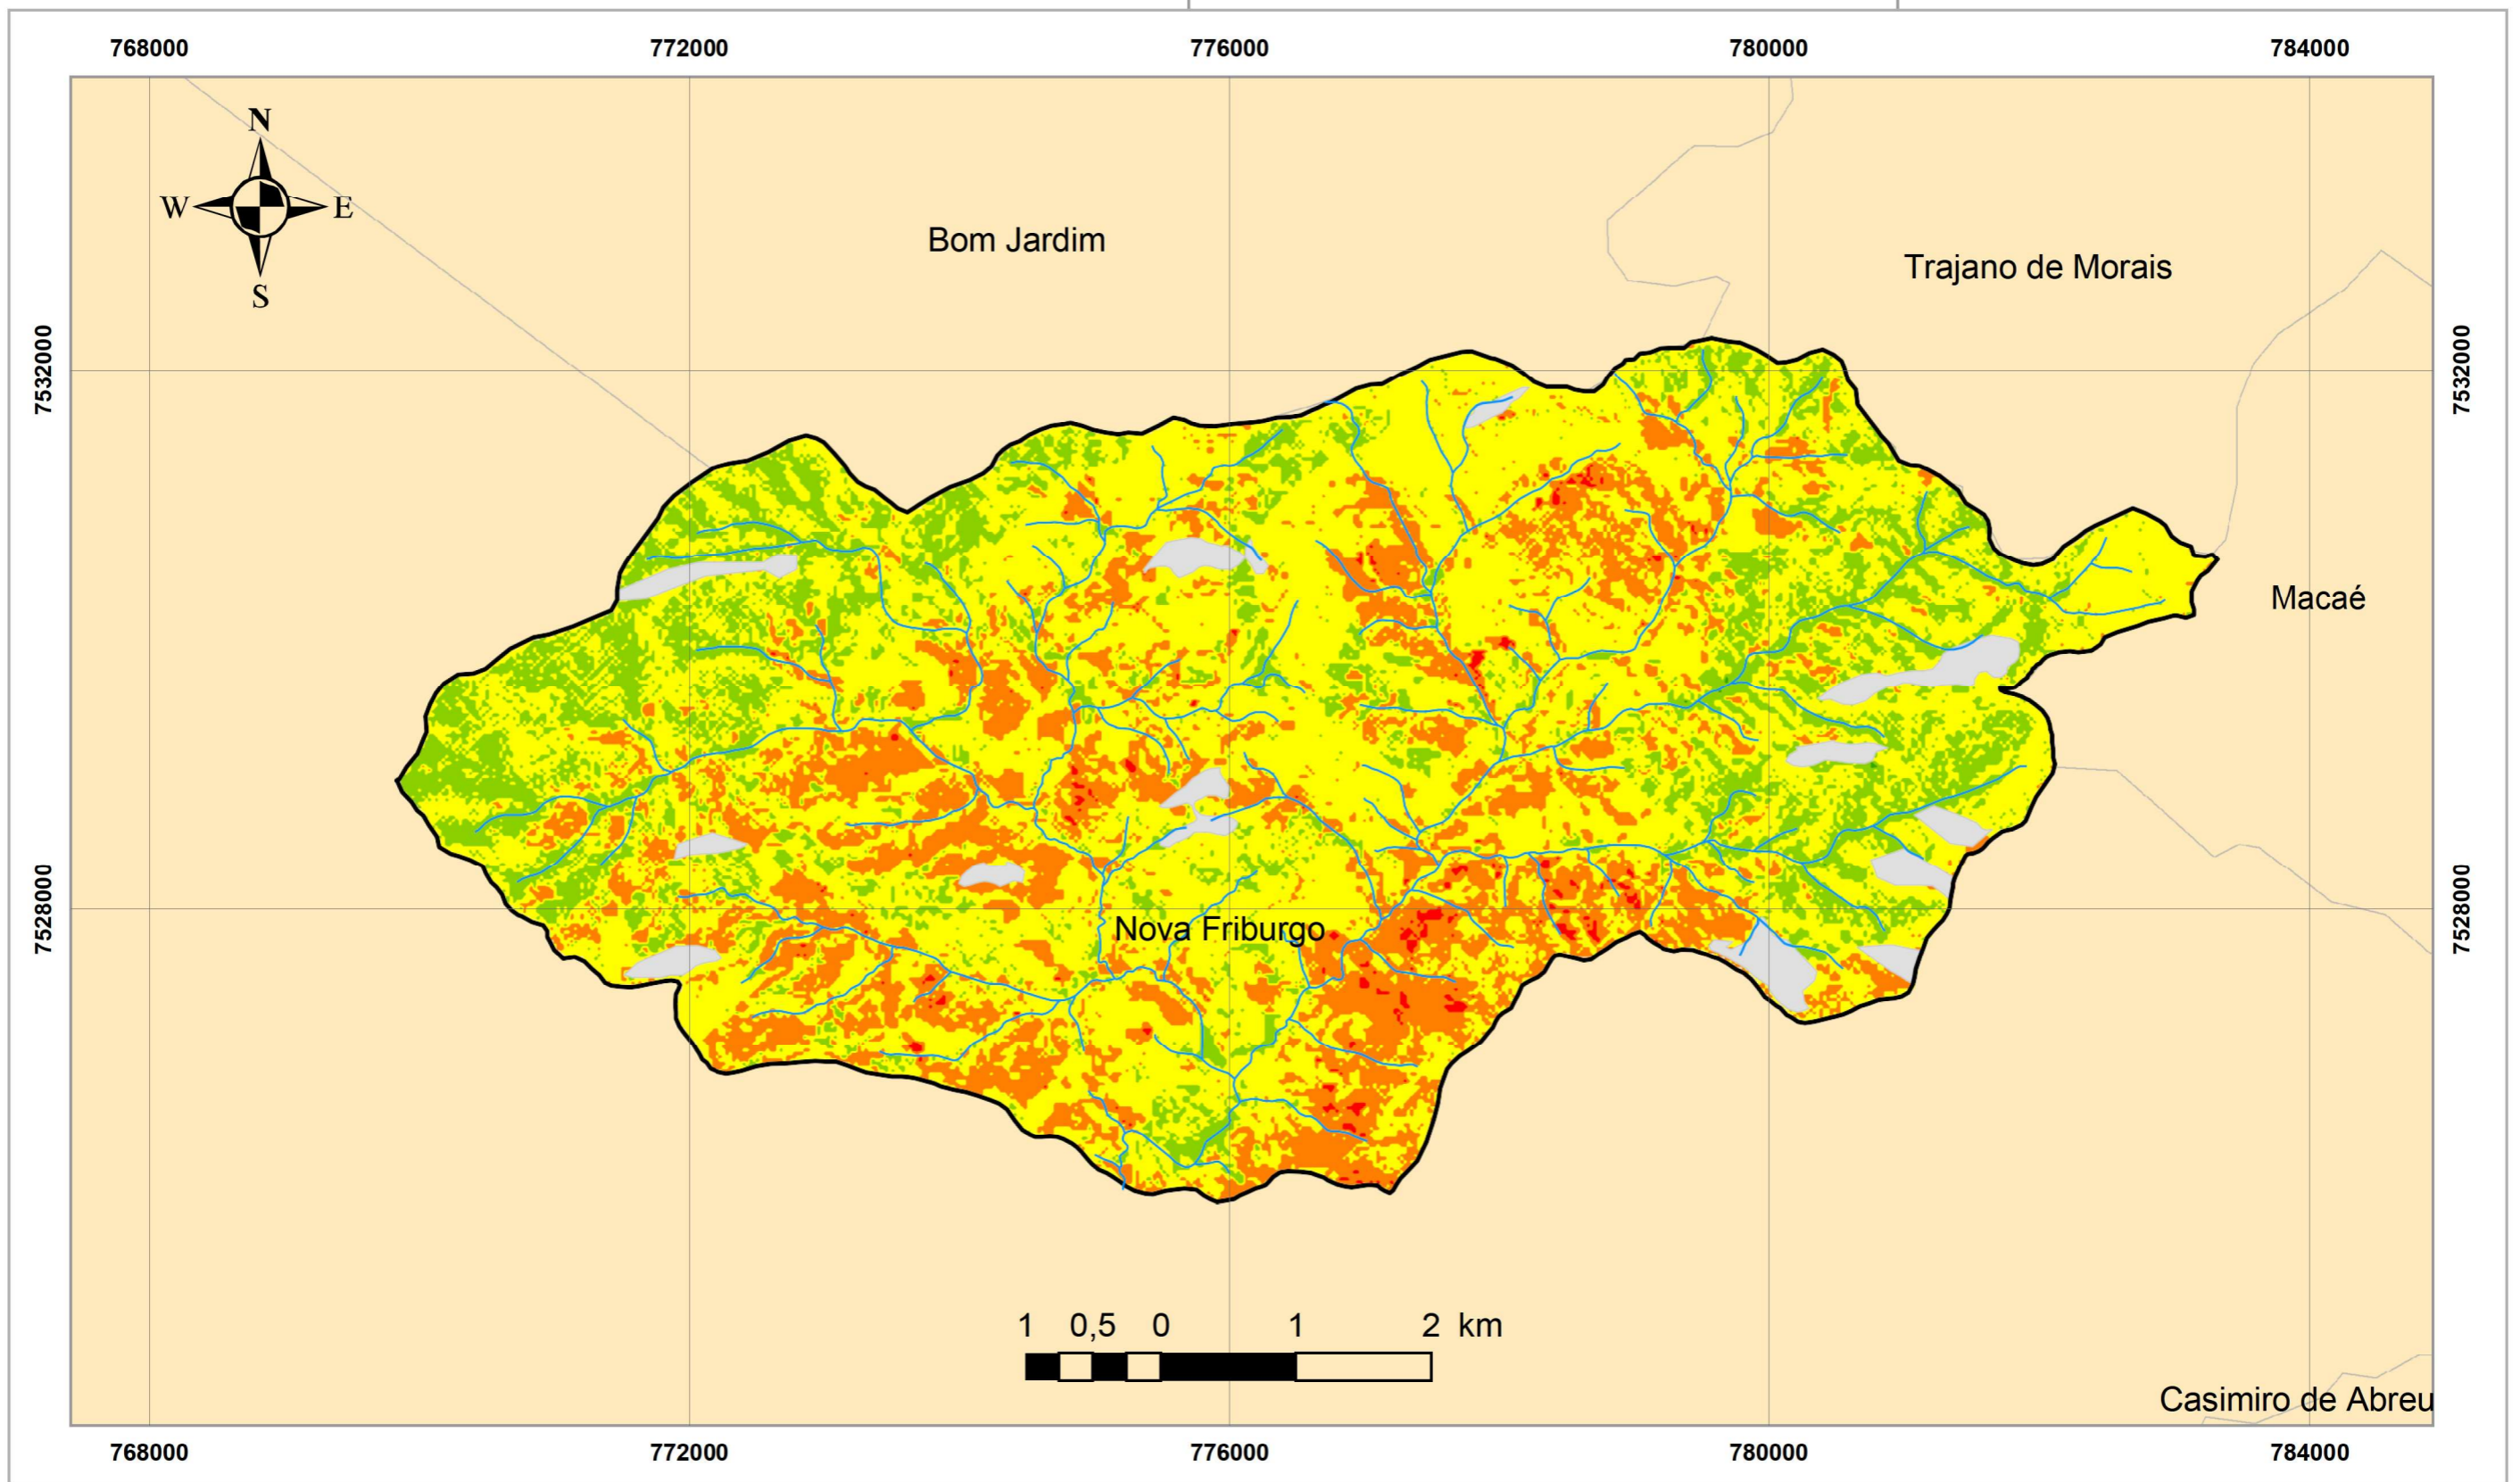 768000 772000 776000 780000 784000
N
W E
S
Bom Jardim
Trajano de Morais
7532000 7532000
Macaé
7528000 7528000
Nova Friburgo
1 0,5 0 1 2 km
Casimiro de Abreu
768000 772000 776000 780000 784000